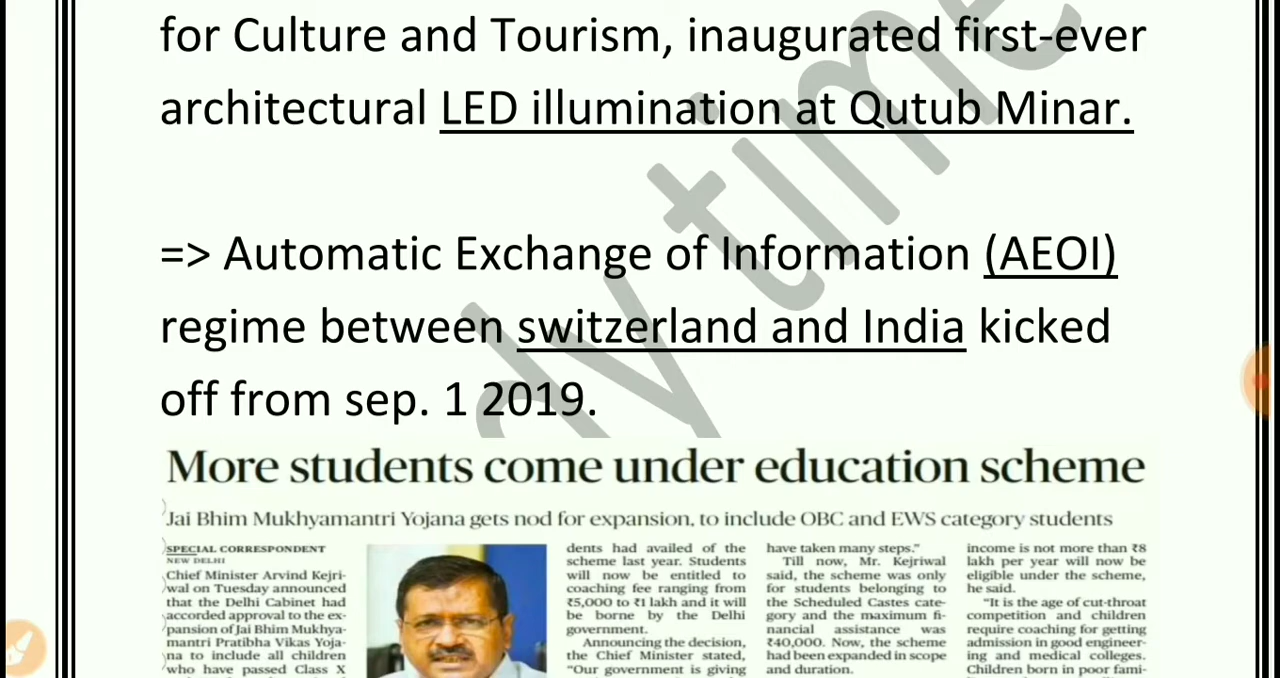 for Culture and Tourism, inaugurated first-ever
architectural LED illumination at Qutub Minar.
=> Automatic Exchange of Information (AEOI)
regime between switzerland and India kicked
off from sep. 1 2019.
More students come under education scheme
Jai Bhim Mukhyamantri Yojana gets nod for expansion, to include OBC and EWS category students
SPECIAL CORRESPONDENT
NEW DELHI
Chief Minister Arvind Kejri-
wal on Tuesday announced
that the Delhi Cabinet had
accorded approval to the ex-
pansion of Jai Bhim Mukhya-
mantri Pratibha Vikas Yoja-
na to include all children
who have passed Class X
dents had availed of the
scheme last year. Students
will now be entitled to
coaching fee ranging from
₹5,000 to ₹1 lakh and it will
be borne by the Delhi
government.
Announcing the decision,
the Chief Minister stated,
"Our government is giving
have taken many steps."
Till now, Mr. Kejriwal
said, the scheme was only
for students belonging to
the Scheduled Castes cate-
gory and the maximum fi-
nancial assistance was
₹40,000. Now, the scheme
had been expanded in scope
and duration.
income is not more than ₹8
lakh per year will now be
eligible under the scheme,
he said.
"It is the age of cut-throat
competition and children
require coaching for getting
admission in good engineer-
ing and medical colleges.
Children born in poor fami-